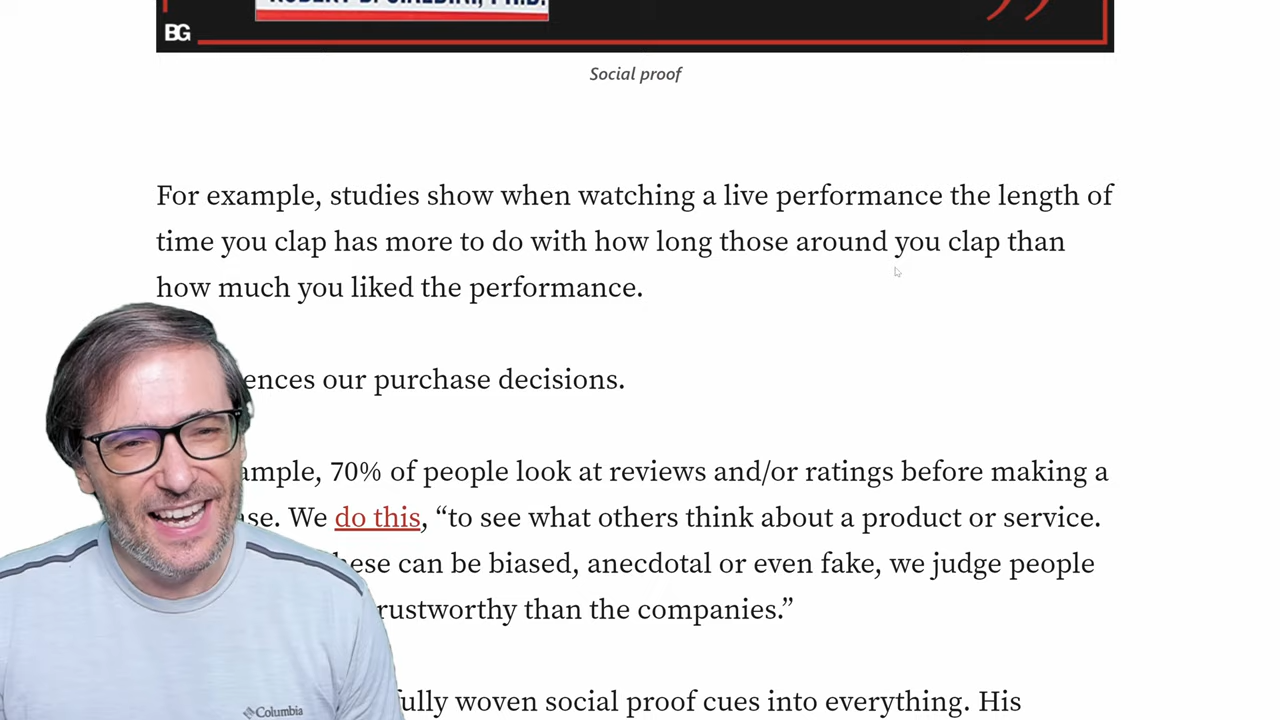 ROBERT B. CIALDINI, PH.D.
BG
Social proof
For example, studies show when watching a live performance the length of
time you clap has more to do with how long those around you clap than
how much you liked the performance.
ences our purchase decisions.
ample, 70% of people look at reviews and/or ratings before making a
se. We do this, “to see what others think about a product or service.
hese can be biased, anecdotal or even fake, we judge people
rustworthy than the companies.”
fully woven social proof cues into everything. His
Columbia